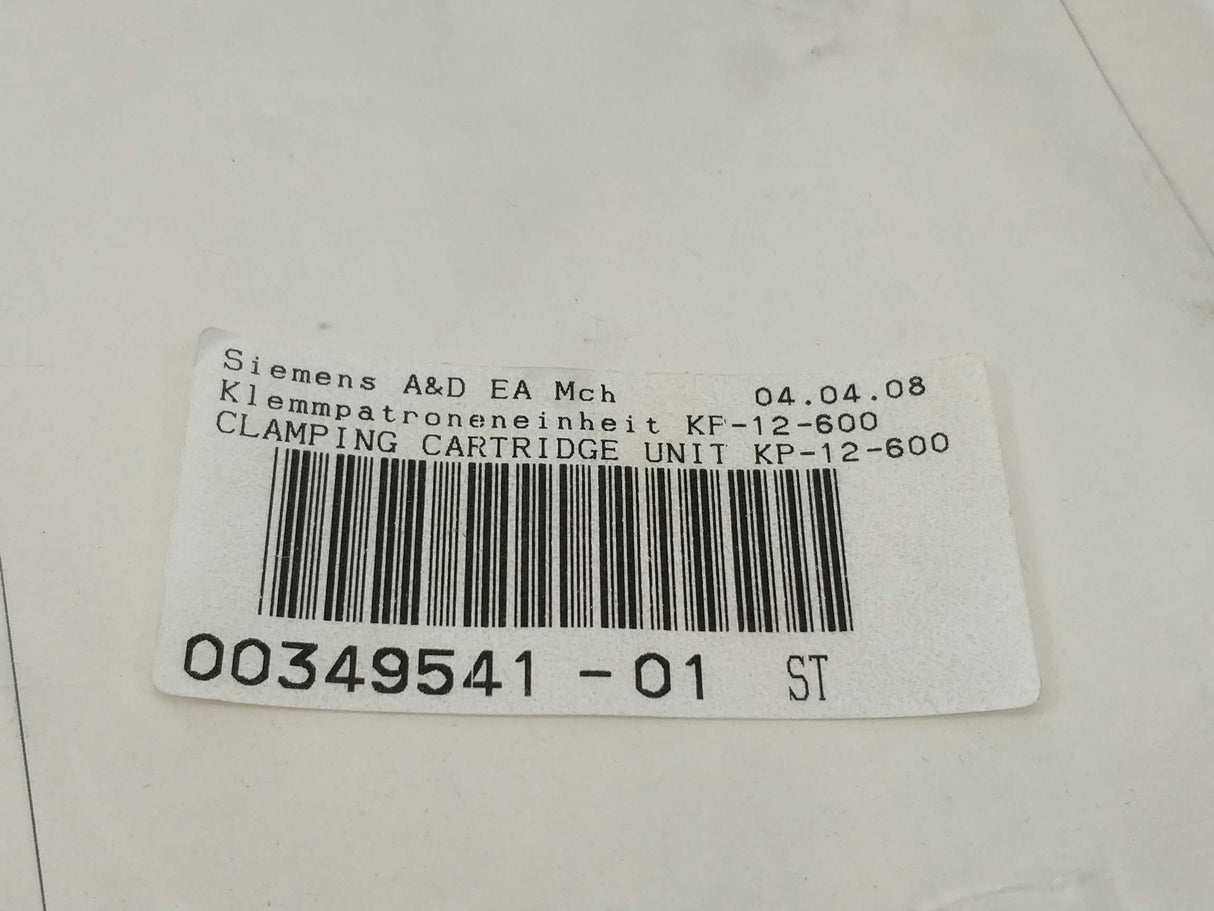 Siemens A&D EA Mch 04.04.08
Klemmpatroneneinheit KP-12-600
CLAMPING CARTRIDGE UNIT KP-12-600
00349541 -01 ST